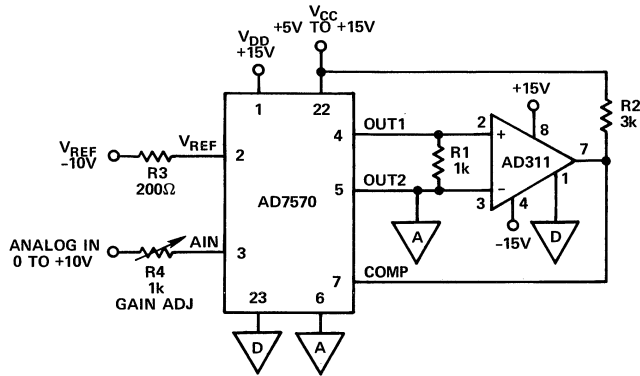 VCC
+5V TO +15V
VDD
+15V
1
22
VREF
-10V
R3
200Ω
VREF
2
AD7570
ANALOG IN
0 TO +10V
R4
1k
GAIN ADJ
AIN
3
23
6
D
A
4
OUT1
5
OUT2
7
COMP
R1
1k
A
2
+
3
−
AD311
+15V
8
4
–15V
1
D
7
R2
3k